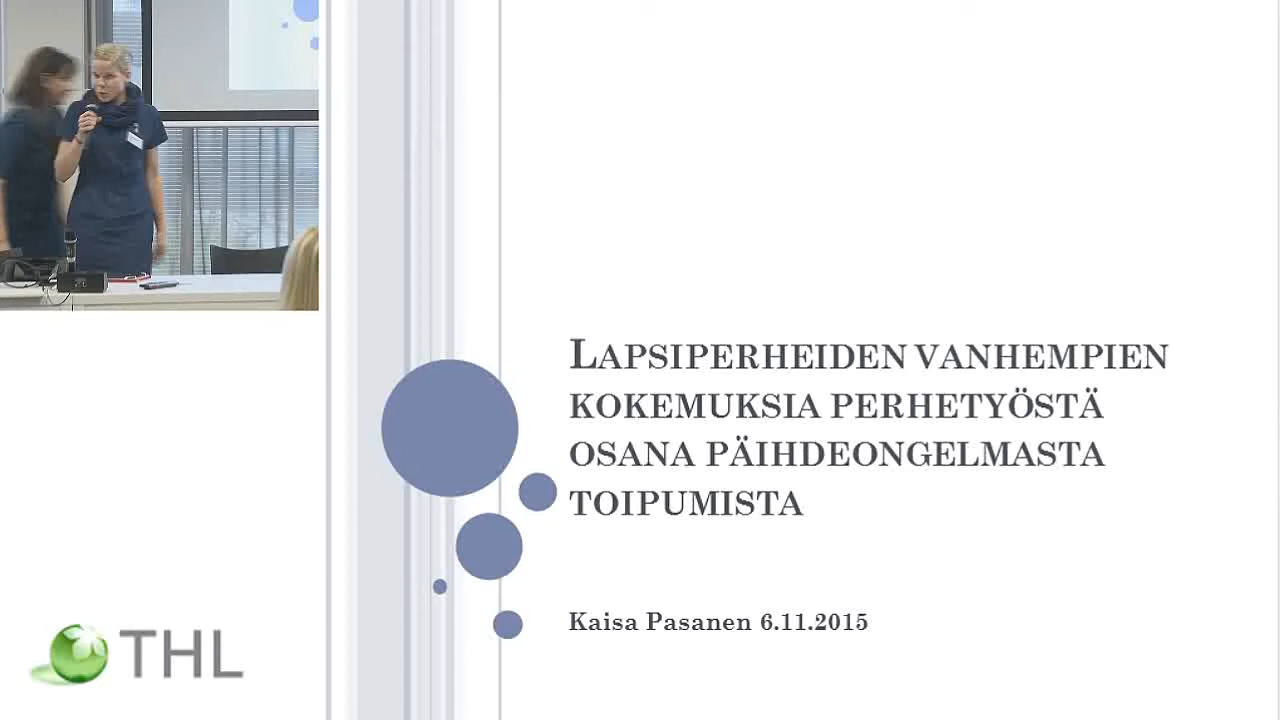 LAPSIPERHEIDEN VANHEMPIEN
KOKEMUKSIA PERHETYÖSTÄ
OSANA PÄIHDEONGELMASTA
TOIPUMISTA
Kaisa Pasanen 6.11.2015
THL